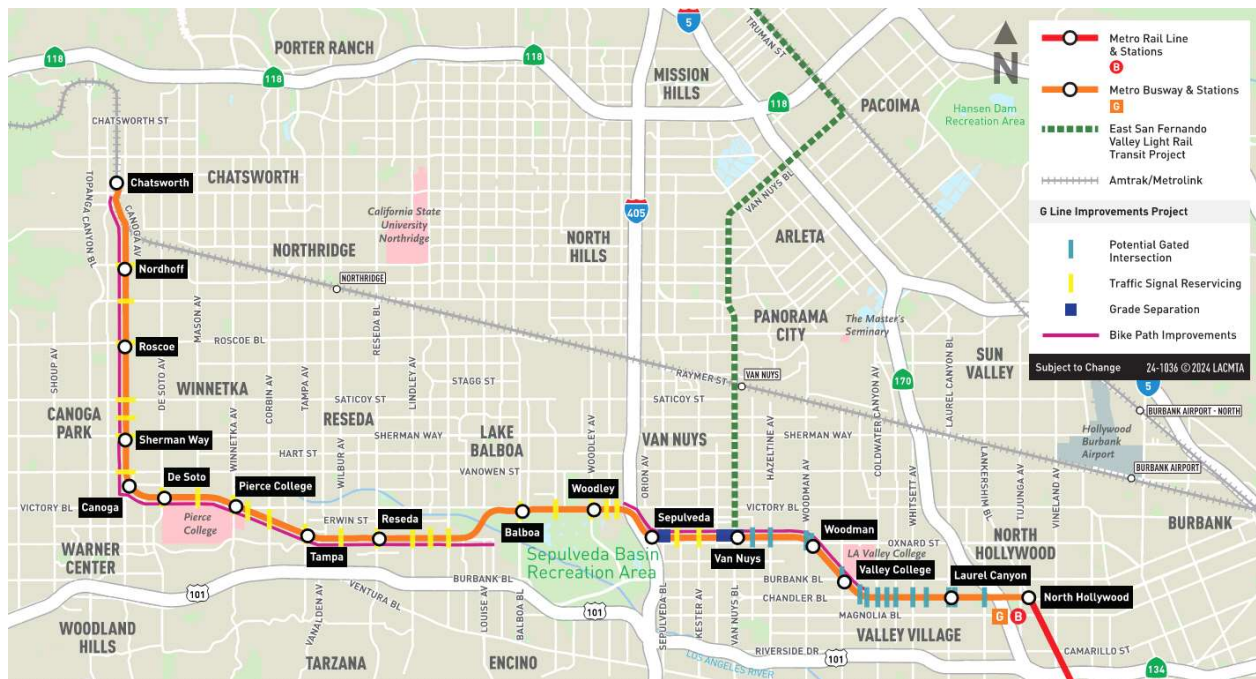 5
TRUMAN ST
118
PORTER RANCH
118
118
118
MISSION
HILLS
118
PACOIMA
Hansen Dam
Recreation Area
N
Metro Rail Line
& Stations
B
Metro Busway & Stations
G
East San Fernando
Valley Light Rail
Transit Project
Amtrak/Metrolink
G Line Improvements Project
Potential Gated
Intersection
Traffic Signal Reservicing
Grade Separation
Bike Path Improvements
Subject to Change
24-1036 © 2024 LACMTA
CHATSWORTH ST
Chatsworth
CHATSWORTH
TOPANGA CANYON BL
CANOGA AV
California State
University
Northridge
405
VAN NUYS BL
NORTHRIDGE
NORTH
HILLS
ARLETA
Nordhoff
NORTHRIDGE
MASON AV
RESEDA BL
PANORAMA
CITY
The Master's
Seminary
SUN
VALLEY
Roscoe
ROSCOE BL
SHOUP AV
DE SOTO AV
WINNETKA
CORBIN AV
TAMPA AV
LINDLEY AV
STAGG ST
RAYMER ST
VAN NUYS
170
LAUREL CANYON BL
5
BURBANK AIRPORT - NORTH
SATICOY ST
SATICOY ST
CANOGA
PARK
RESEDA
WINNETKA AV
WILBUR AV
SHERMAN WAY
LAKE
BALBOA
WOODLEY AV
VAN NUYS
ORION AV
HAZELTINE AV
SHERMAN WAY
COLDWATER CANYON AV
Hollywood
Burbank
Airport
Sherman Way
HART ST
VANOWEN ST
WOODMAN AV
WHITSETT AV
LANKERSHIM BL
TUJUNGA AV
VINELAND AV
BURBANK AIRPORT
De Soto
Pierce College
Woodley
Canoga
VICTORY BL
Pierce
College
ERWIN ST
Reseda
Balboa
Sepulveda
VICTORY BL
Woodman
BURBANK
Tampa
Van Nuys
OXNARD ST
NORTH
HOLLYWOOD
WARNER
CENTER
Sepulveda Basin
Recreation Area
LA Valley College
Valley College
Laurel Canyon
BURBANK BL
BURBANK BL
CHANDLER BL
North Hollywood
101
VENTURA BL
LOUISE AV
BALBOA BL
101
SEPULVEDA BL
KESTER AV
VAN NUYS BL
MAGNOLIA BL
G
B
WOODLAND
HILLS
VANALDEN AV
VALLEY VILLAGE
TARZANA
ENCINO
RIVERSIDE DR
LOS ANGELES RIVER
101
CAMARILLO ST
134